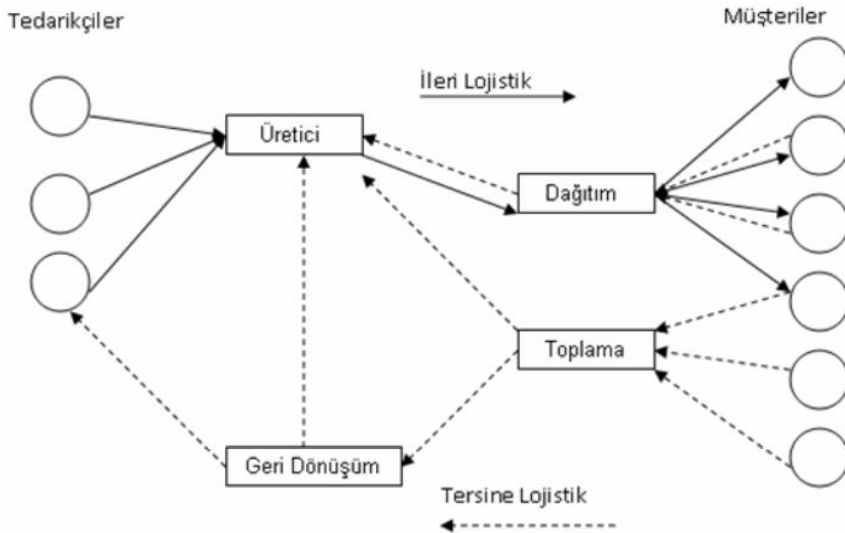 Tedarikçiler
Müşteriler
İleri Lojistik
Üretici
Dağıtım
Toplama
Geri Dönüşüm
Tersine Lojistik